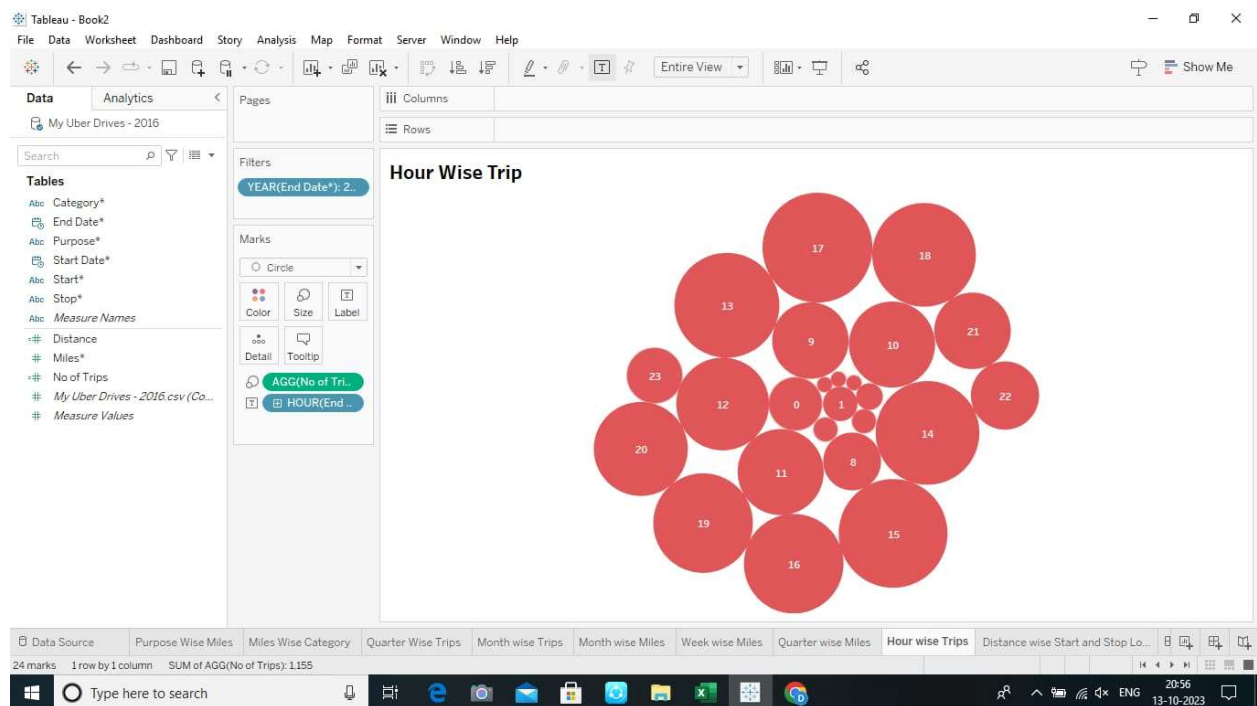 Tableau - Book2
File Data Worksheet Dashboard Story Analysis Map Format Server Window Help
Entire View
Show Me
Data Analytics
Pages
Columns
My Uber Drives - 2016
Rows
Search
Filters
Hour Wise Trip
YEAR(End Date*): 2..
Tables
Abc Category*
End Date*
Abc Purpose*
Start Date*
Abc Start*
Abc Stop*
Abc Measure Names
=# Distance
# Miles*
=# No of Trips
# My Uber Drives - 2016.csv (Co...
# Measure Values
Marks
Circle
Color Size Label
Detail Tooltip
AGG(No of Tri..
HOUR(End ..
17
18
13
9
10
21
23
12
0
1
22
20
14
11
8
19
15
16
Data Source Purpose Wise Miles Miles Wise Category Quarter Wise Trips Month wise Trips Month wise Miles Week wise Miles Quarter wise Miles Hour wise Trips Distance wise Start and Stop Lo...
24 marks 1 row by 1 column SUM of AGG(No of Trips): 1,155
Type here to search
ENG
20:56
13-10-2023